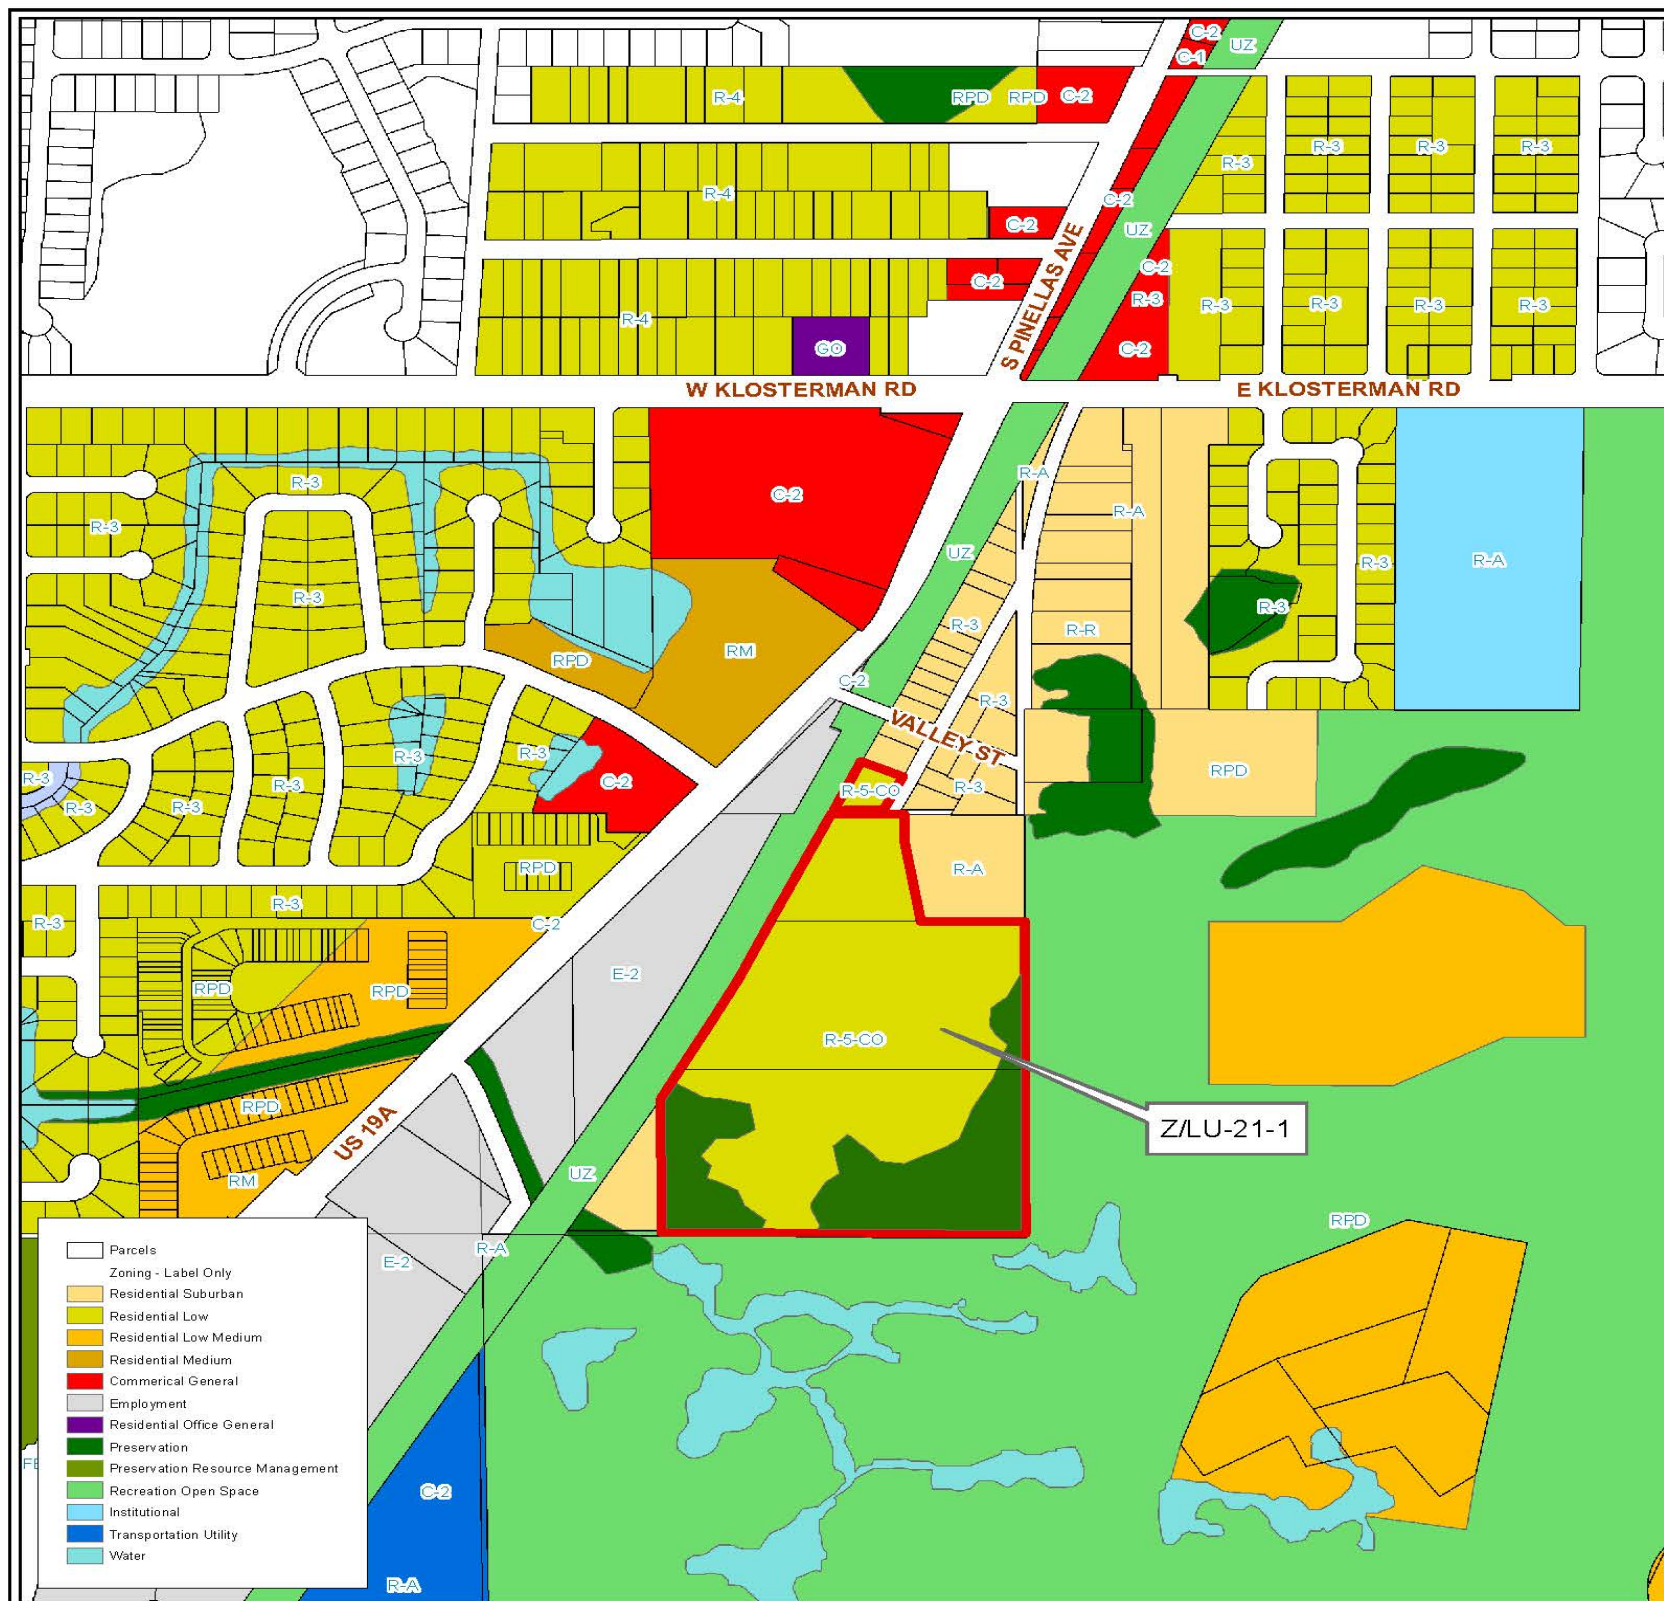 C-2
UZ
C-1
R-4
RPD
RPD
C-2
R-3
R-3
R-3
R-3
R-4
C-2
C-2
UZ
S PINELLAS AVE
C-2
C-2
R-3
R-3
R-3
R-3
R-3
R-4
GO
C-2
W KLOSTERMAN RD
E KLOSTERMAN RD
R-3
R-A
C-2
R-A
R-3
UZ
R-3
R-A
R-3
R-3
R-3
R-R
RPD
RM
C-2
R-3
VALLEY ST
R-3
R-3
R-3
R-3
R-3
C-2
R-3
R-5-CO
RPD
R-3
R-3
RPD
R-A
R-3
R-3
C-2
E-2
RPD
RPD
R-5-CO
RPD
US 19A
Z/LU-21-1
RM
UZ
RPD
R-A
E-2
Parcels
Zoning - Label Only
Residential Suburban
Residential Low
Residential Low Medium
Residential Medium
Commerical General
Employment
Residential Office General
Preservation
Preservation Resource Management
Recreation Open Space
Institutional
Transportation Utility
Water
C-2
R-A